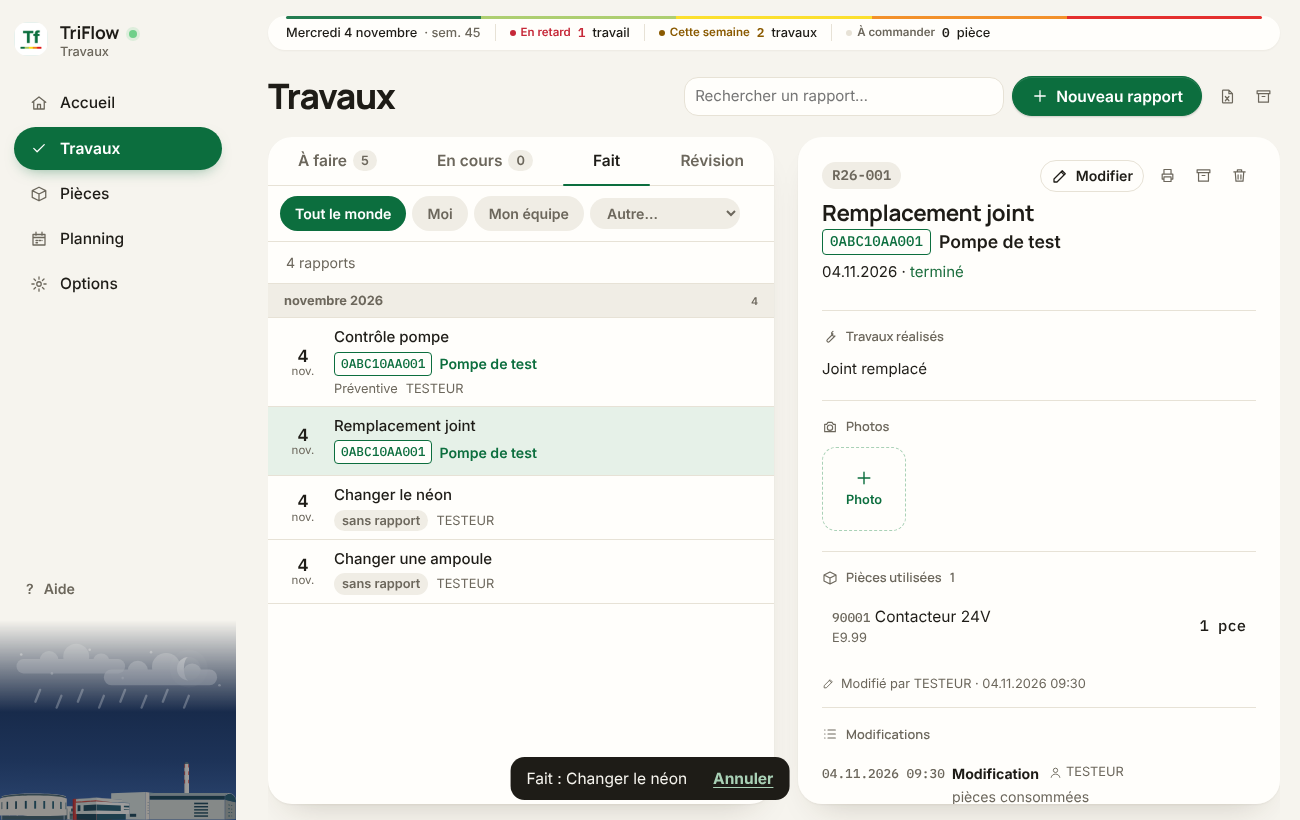 Tf
TriFlow
Travaux
Accueil
Travaux
Pièces
Planning
Options
? Aide
Mercredi 4 novembre · sem. 45
En retard 1 travail
Cette semaine 2 travaux
À commander 0 pièce
Travaux
Rechercher un rapport...
+ Nouveau rapport
À faire 5
En cours 0
Fait
Révision
Tout le monde
Moi
Mon équipe
Autre...
4 rapports
novembre 2026 4
4 nov.
Contrôle pompe
0ABC10AA001 Pompe de test
Préventive TESTEUR
4 nov.
Remplacement joint
0ABC10AA001 Pompe de test
4 nov.
Changer le néon
sans rapport TESTEUR
4 nov.
Changer une ampoule
sans rapport TESTEUR
R26-001
Modifier
Remplacement joint
0ABC10AA001 Pompe de test
04.11.2026 · terminé
Travaux réalisés
Joint remplacé
Photos
+
Photo
Pièces utilisées 1
90001 Contacteur 24V
E9.99
1 pce
Modifié par TESTEUR · 04.11.2026 09:30
Modifications
04.11.2026 09:30 Modification TESTEUR
pièces consommées
Fait : Changer le néon Annuler